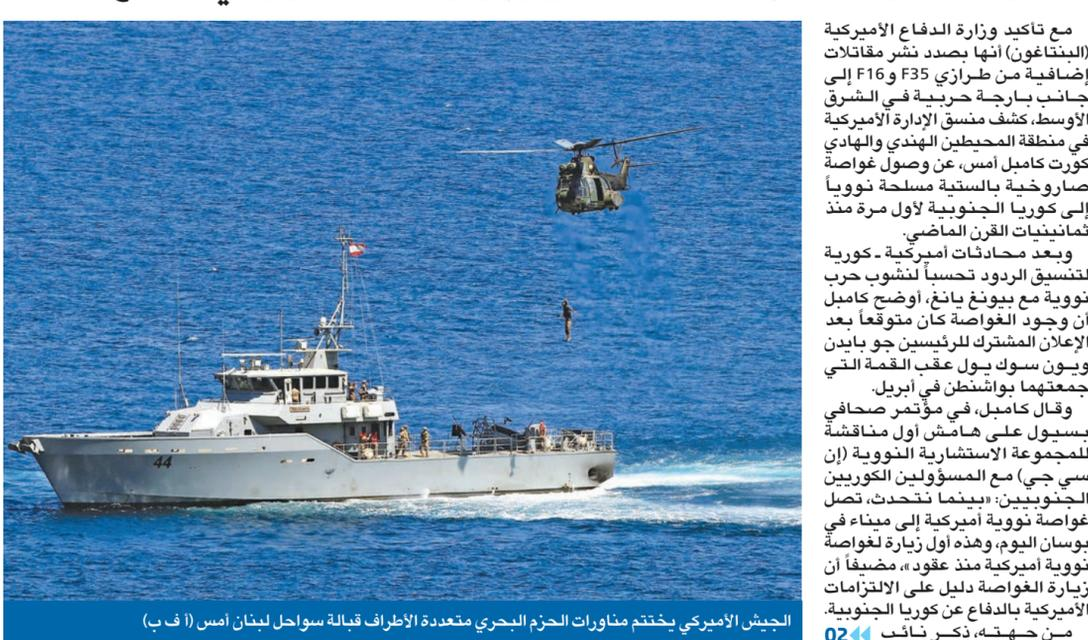 مع تأكيد وزارة الدفاع الأميركية
(البنتاغون) أنها بصدد نشر مقاتلات
إضافية من طرازي F35 وF16 إلى
جانب بارجة حربية في الشرق
الأوسط، كشف منسق الإدارة الأميركية
في منطقة المحيطين الهندي والهادي
كورت كامبل أمس، عن وصول غواصة
صاروخية بالستية مسلحة نووياً
إلى كوريا الجنوبية لأول مرة منذ
ثمانينيات القرن الماضي.
وبعد محادثات أميركية ـ كورية
لتنسيق الردود تحسباً لنشوب حرب
نووية مع بيونغ يانغ، أوضح كامبل
أن وجود الغواصة كان متوقعاً بعد
الإعلان المشترك للرئيسين جو بايدن
ويون سوك يول عقب القمة التي
جمعتهما بواشنطن في أبريل.
وقال كامبل، في مؤتمر صحافي
بسيول على هامش أول مناقشة
للمجموعة الاستشارية النووية (إن
سي جي) مع المسؤولين الكوريين
الجنوبيين: «بينما نتحدث، تصل
غواصة نووية أميركية إلى ميناء في
بوسان اليوم، وهذه أول زيارة لغواصة
نووية أميركية منذ عقود»، مضيفاً أن
زيارة الغواصة دليل على الالتزامات
الأميركية بالدفاع عن كوريا الجنوبية.
من جهته، ذكر نائب 02
44
الجيش الأميركي يختتم مناورات الحزم البحري متعددة الأطراف قبالة سواحل لبنان أمس (أ ف ب)